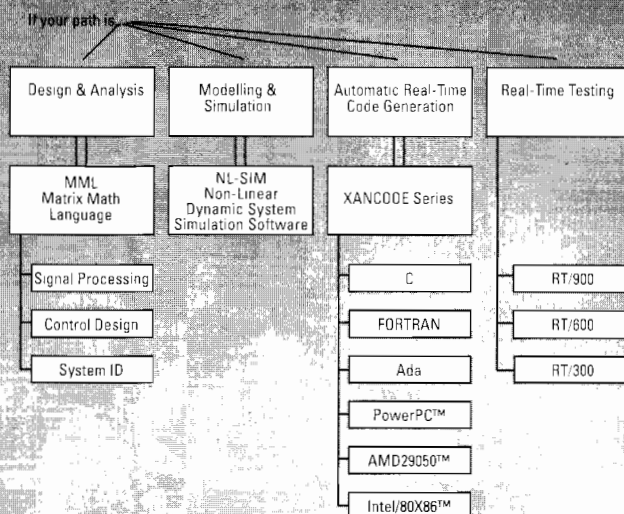 If your path is...
Design & Analysis
Modelling &
Simulation
Automatic Real-Time
Code Generation
Real-Time Testing
MML
Matrix Math
Language
NL-SIM
Non-Linear
Dynamic System
Simulation Software
XANCODE Series
Signal Processing
Control Design
System ID
C
FORTRAN
Ada
PowerPC™
AMD29050™
Intel/80X86™
RT/900
RT/600
RT/300